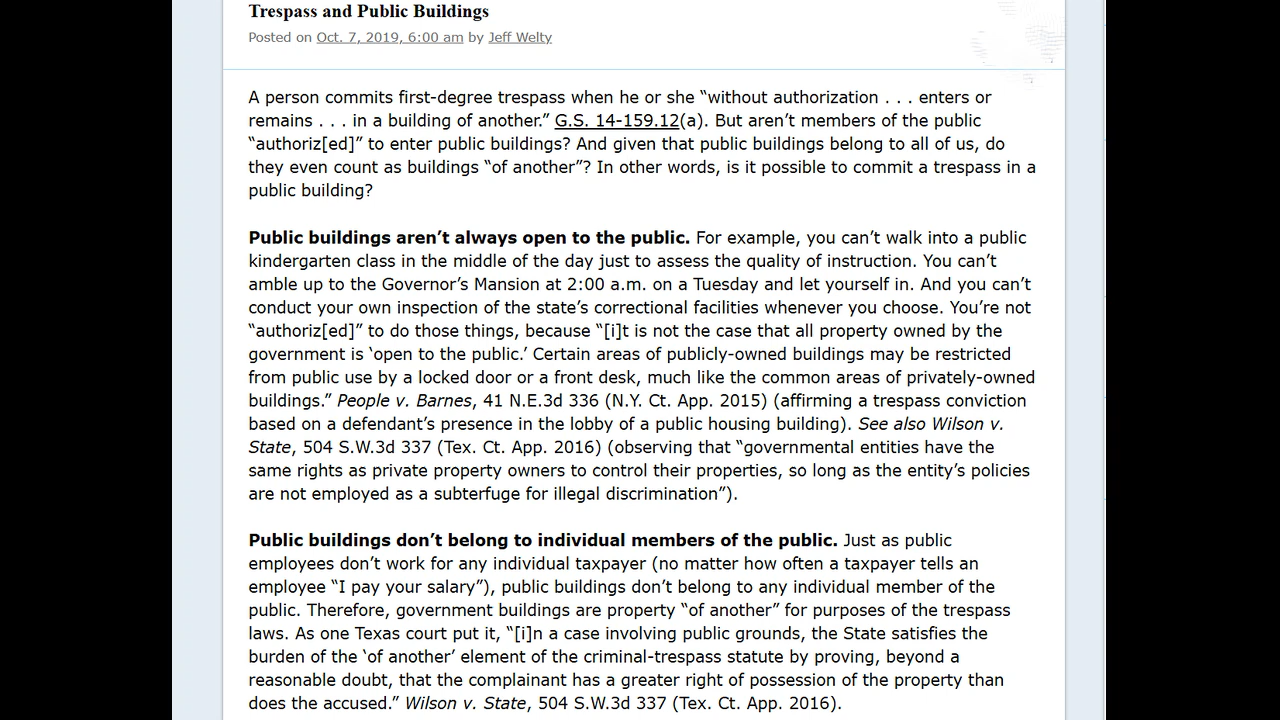 Trespass and Public Buildings
Posted on Oct. 7, 2019, 6:00 am by Jeff Welty
A person commits first-degree trespass when he or she “without authorization . . . enters or
remains . . . in a building of another.” G.S. 14-159.12(a). But aren’t members of the public
“authoriz[ed]” to enter public buildings? And given that public buildings belong to all of us, do
they even count as buildings “of another”? In other words, is it possible to commit a trespass in a
public building?
Public buildings aren’t always open to the public. For example, you can’t walk into a public
kindergarten class in the middle of the day just to assess the quality of instruction. You can’t
amble up to the Governor’s Mansion at 2:00 a.m. on a Tuesday and let yourself in. And you can’t
conduct your own inspection of the state’s correctional facilities whenever you choose. You’re not
“authoriz[ed]” to do those things, because “[i]t is not the case that all property owned by the
government is ‘open to the public.’ Certain areas of publicly-owned buildings may be restricted
from public use by a locked door or a front desk, much like the common areas of privately-owned
buildings.” People v. Barnes, 41 N.E.3d 336 (N.Y. Ct. App. 2015) (affirming a trespass conviction
based on a defendant’s presence in the lobby of a public housing building). See also Wilson v.
State, 504 S.W.3d 337 (Tex. Ct. App. 2016) (observing that “governmental entities have the
same rights as private property owners to control their properties, so long as the entity’s policies
are not employed as a subterfuge for illegal discrimination”).
Public buildings don’t belong to individual members of the public. Just as public
employees don’t work for any individual taxpayer (no matter how often a taxpayer tells an
employee “I pay your salary”), public buildings don’t belong to any individual member of the
public. Therefore, government buildings are property “of another” for purposes of the trespass
laws. As one Texas court put it, “[i]n a case involving public grounds, the State satisfies the
burden of the ‘of another’ element of the criminal-trespass statute by proving, beyond a
reasonable doubt, that the complainant has a greater right of possession of the property than
does the accused.” Wilson v. State, 504 S.W.3d 337 (Tex. Ct. App. 2016).